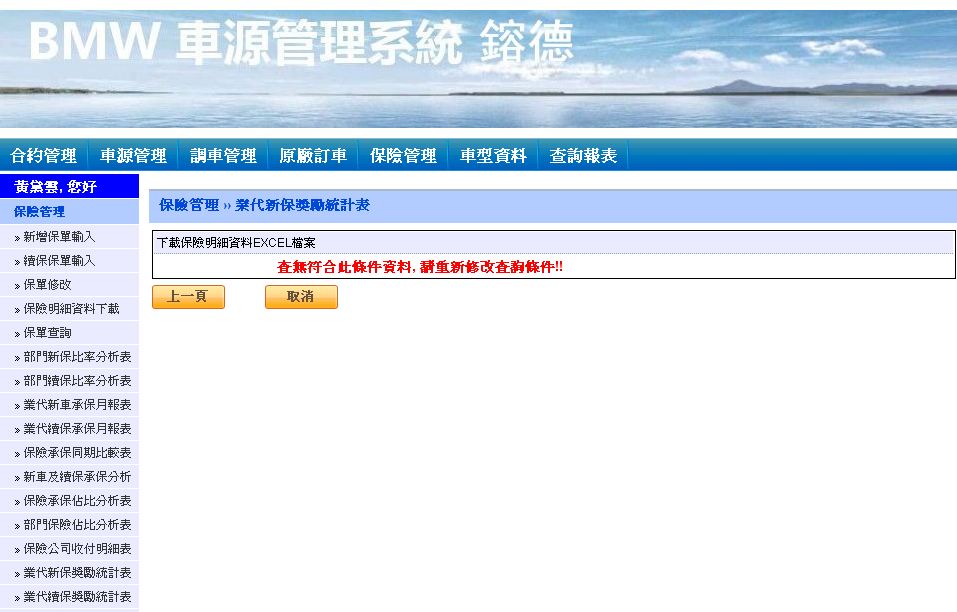 BMW 車源管理系統 鎔德
合約管理 車源管理 調車管理 原廠訂車 保險管理 車型資料 查詢報表
黃黛雲, 您好
保險管理
» 新增保單輸入
» 續保保單輸入
» 保單修改
» 保險明細資料下載
» 保單查詢
» 部門新保比率分析表
» 部門續保比率分析表
» 業代新車承保月報表
» 業代續保承保月報表
» 保險承保同期比較表
» 新車及續保承保分析
» 保險承保佔比分析表
» 部門保險佔比分析表
» 保險公司收付明細表
» 業代新保獎勵統計表
» 業代續保獎勵統計表
保險管理 ›› 業代新保獎勵統計表
下載保險明細資料EXCEL檔案
查無符合此條件資料, 請重新修改查詢條件!!
上一頁 取消